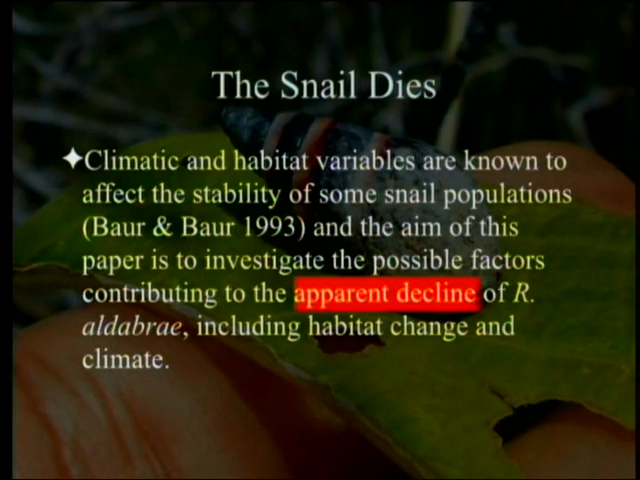 The Snail Dies
✦Climatic and habitat variables are known to
affect the stability of some snail populations
(Baur & Baur 1993) and the aim of this
paper is to investigate the possible factors
contributing to the apparent decline of R.
aldabrae, including habitat change and
climate.